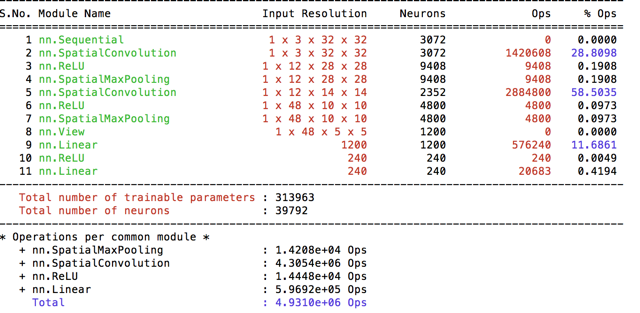 S.No. Module Name Input Resolution Neurons Ops % Ops
1 nn.Sequential 1 x 3 x 32 x 32 3072 0 0.0000
2 nn.SpatialConvolution 1 x 3 x 32 x 32 3072 1420608 28.8098
3 nn.ReLU 1 x 12 x 28 x 28 9408 9408 0.1908
4 nn.SpatialMaxPooling 1 x 12 x 28 x 28 9408 9408 0.1908
5 nn.SpatialConvolution 1 x 12 x 14 x 14 2352 2884800 58.5035
6 nn.ReLU 1 x 48 x 10 x 10 4800 4800 0.0973
7 nn.SpatialMaxPooling 1 x 48 x 10 x 10 4800 4800 0.0973
8 nn.View 1 x 48 x 5 x 5 1200 0 0.0000
9 nn.Linear 1200 1200 576240 11.6861
10 nn.ReLU 240 240 240 0.0049
11 nn.Linear 240 240 20683 0.4194
Total number of trainable parameters : 313963
Total number of neurons : 39792
* Operations per common module *
+ nn.SpatialMaxPooling : 1.4208e+04 Ops
+ nn.SpatialConvolution : 4.3054e+06 Ops
+ nn.ReLU : 1.4448e+04 Ops
+ nn.Linear : 5.9692e+05 Ops
Total : 4.9310e+06 Ops